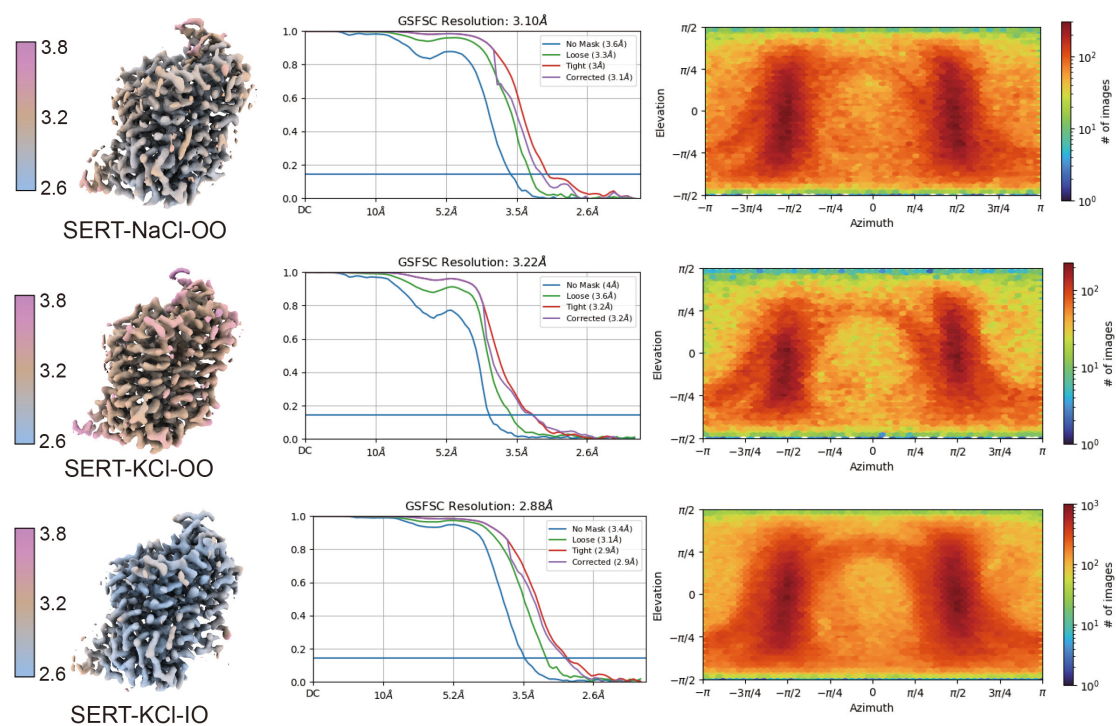 3.8
3.2
2.6
SERT-NaCl-OO
GSFSC Resolution: 3.10Å
1.0
0.8
0.6
0.4
0.2
0.0
No Mask (3.6Å)
Loose (3.3Å)
Tight (3Å)
Corrected (3.1Å)
DC 10Å 5.2Å 3.5Å 2.6Å
Elevation
π/2
π/4
0
−π/4
−π/2
−π −3π/4 −π/2 −π/4 0 π/4 π/2 3π/4 π
Azimuth
10²
10¹
10⁰
# of images
3.8
3.2
2.6
SERT-KCl-OO
GSFSC Resolution: 3.22Å
1.0
0.8
0.6
0.4
0.2
0.0
No Mask (4Å)
Loose (3.6Å)
Tight (3.2Å)
Corrected (3.2Å)
DC 10Å 5.2Å 3.5Å 2.6Å
Elevation
π/2
π/4
0
−π/4
−π/2
−π −3π/4 −π/2 −π/4 0 π/4 π/2 3π/4 π
Azimuth
10²
10¹
10⁰
# of images
3.8
3.2
2.6
SERT-KCl-IO
GSFSC Resolution: 2.88Å
1.0
0.8
0.6
0.4
0.2
0.0
No Mask (3.4Å)
Loose (3.1Å)
Tight (2.9Å)
Corrected (2.9Å)
DC 10Å 5.2Å 3.5Å 2.6Å
Elevation
π/2
π/4
0
−π/4
−π/2
−π −3π/4 −π/2 −π/4 0 π/4 π/2 3π/4 π
Azimuth
10³
10²
10¹
10⁰
# of images